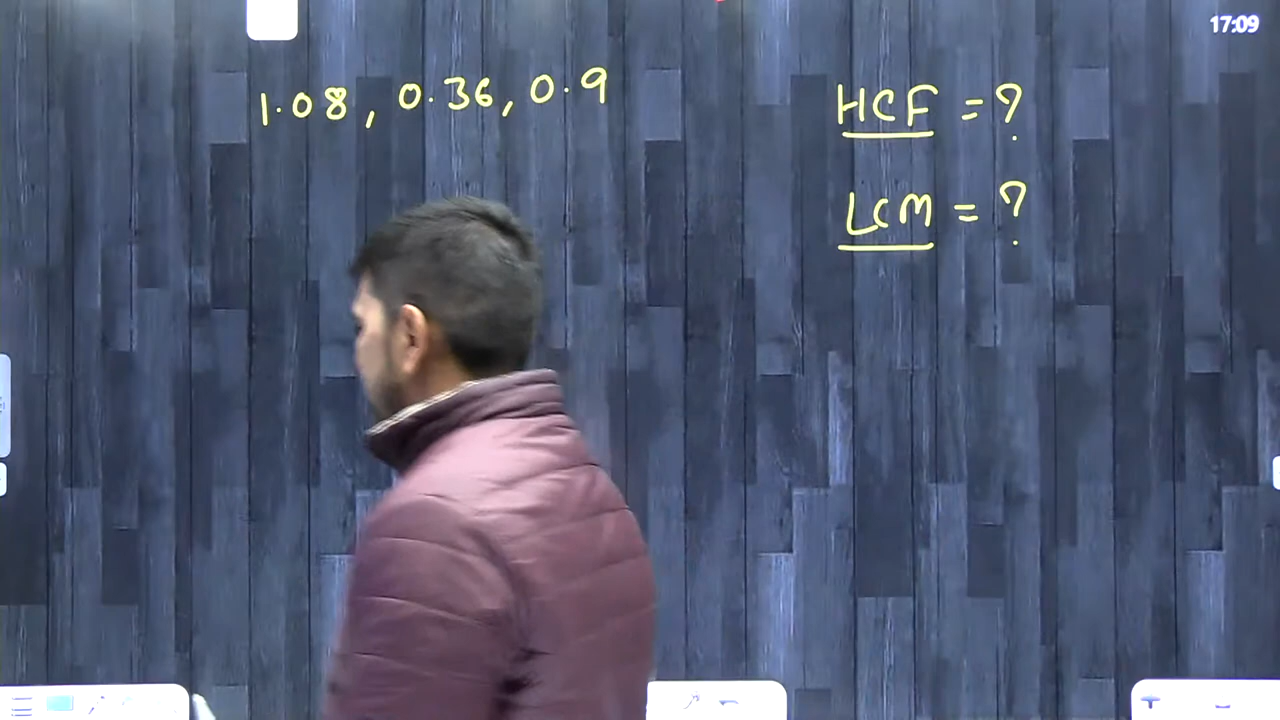 17:09
1.08, 0.36, 0.9
HCF = ?
LCM = ?